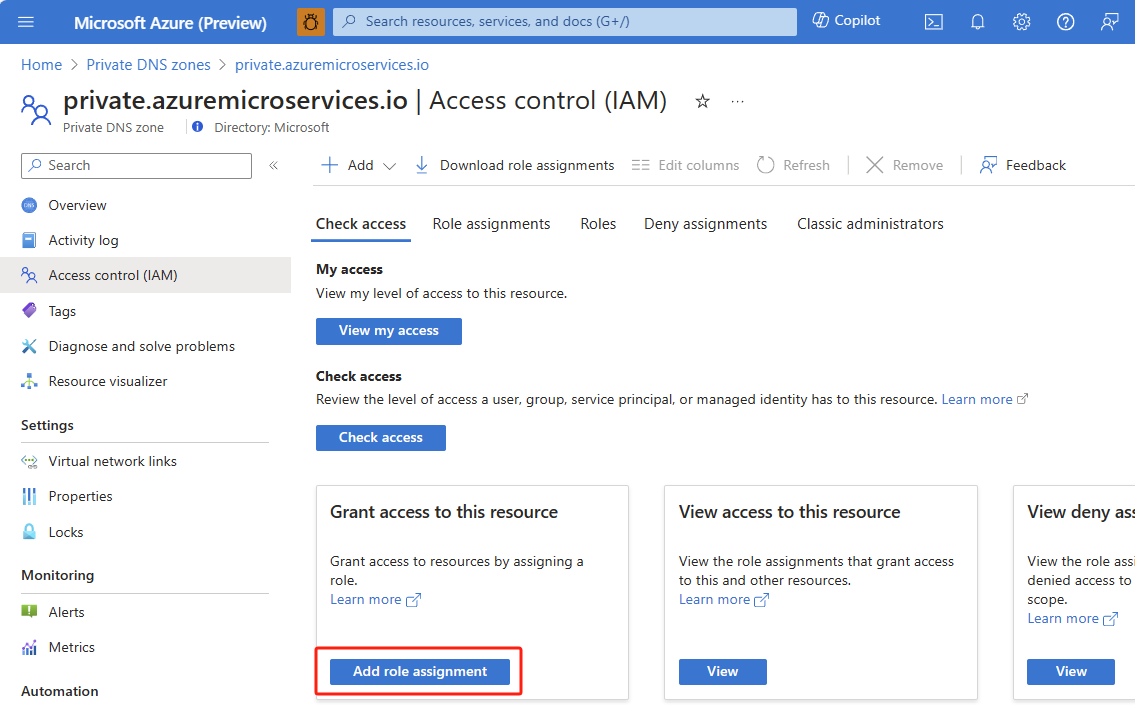 Microsoft Azure (Preview)
Search resources, services, and docs (G+/)
Copilot
Home > Private DNS zones > private.azuremicroservices.io
private.azuremicroservices.io | Access control (IAM) ☆ ···
Private DNS zone
Directory: Microsoft
Search
«
Add
Download role assignments
Edit columns
Refresh
Remove
Feedback
DNS
Overview
Activity log
Access control (IAM)
Tags
Diagnose and solve problems
Resource visualizer
Settings
Virtual network links
Properties
Locks
Monitoring
Alerts
Metrics
Automation
Check access
Role assignments
Roles
Deny assignments
Classic administrators
My access
View my level of access to this resource.
View my access
Check access
Review the level of access a user, group, service principal, or managed identity has to this resource. Learn more
Check access
Grant access to this resource
Grant access to resources by assigning a
role.
Learn more
Add role assignment
View access to this resource
View the role assignments that grant access
to this and other resources.
Learn more
View
View deny ass
View the role assi
denied access to
scope.
Learn more
View